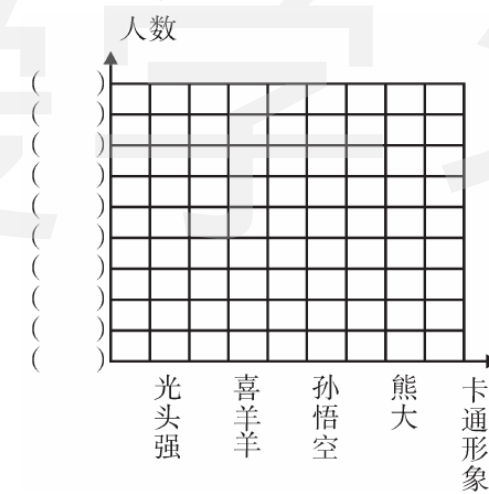 人数
(      )
(      )
(      )
(      )
(      )
(      )
(      )
(      )
(      )
(      )
光头强
喜羊羊
孙悟空
熊大
卡通形象